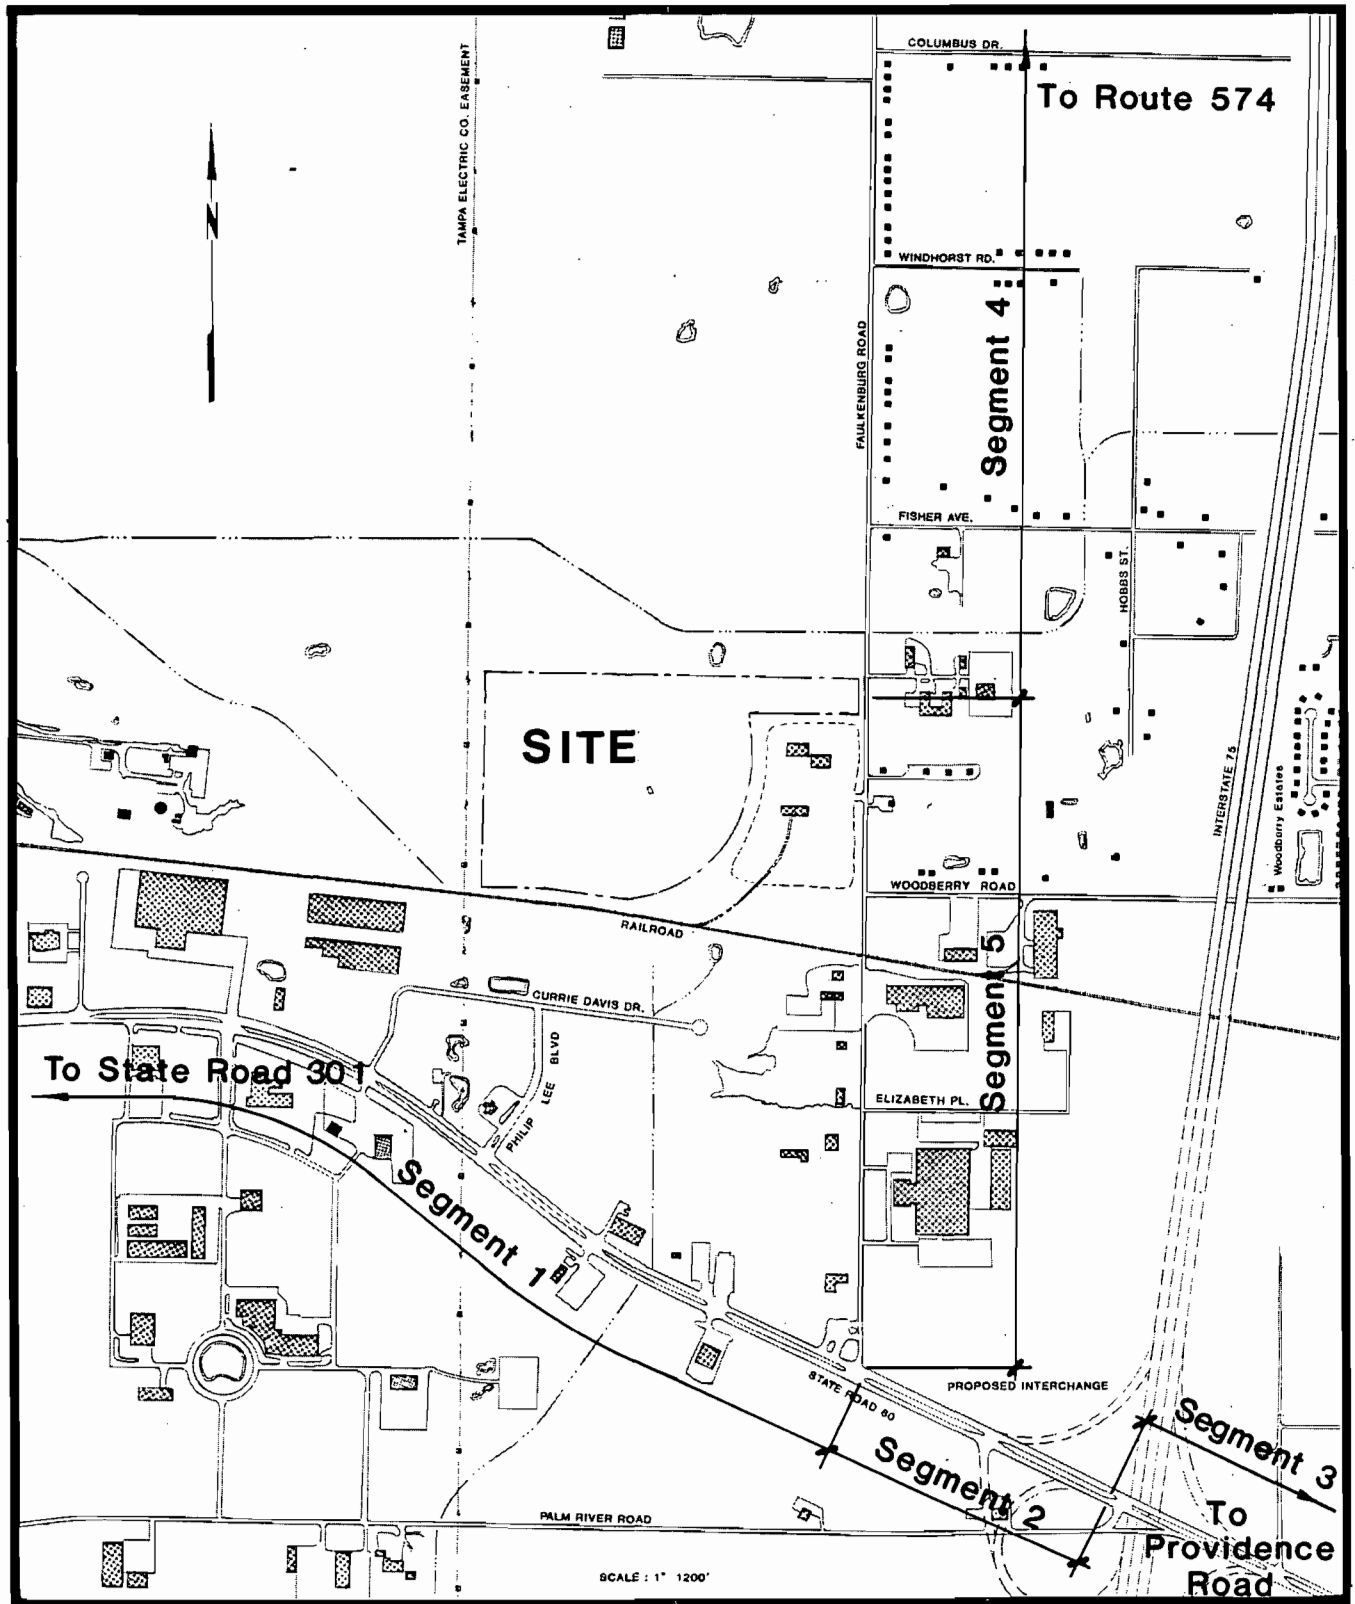 COLUMBUS DR.
To Route 574
TAMPA ELECTRIC CO. EASEMENT
N
WINDHORST RD.
Segment 4
FAULKENBURG ROAD
FISHER AVE.
HOBBS ST.
SITE
INTERSTATE 75
Woodberry Estates
WOODBERRY ROAD
RAILROAD
Segment 5
CURRIE DAVIS DR.
PHILIP LEE BLVD
To State Road 301
ELIZABETH PL.
Segment 1
STATE ROAD 60
PROPOSED INTERCHANGE
Segment 2
Segment 3
To
Providence
Road
PALM RIVER ROAD
SCALE : 1" 1200'